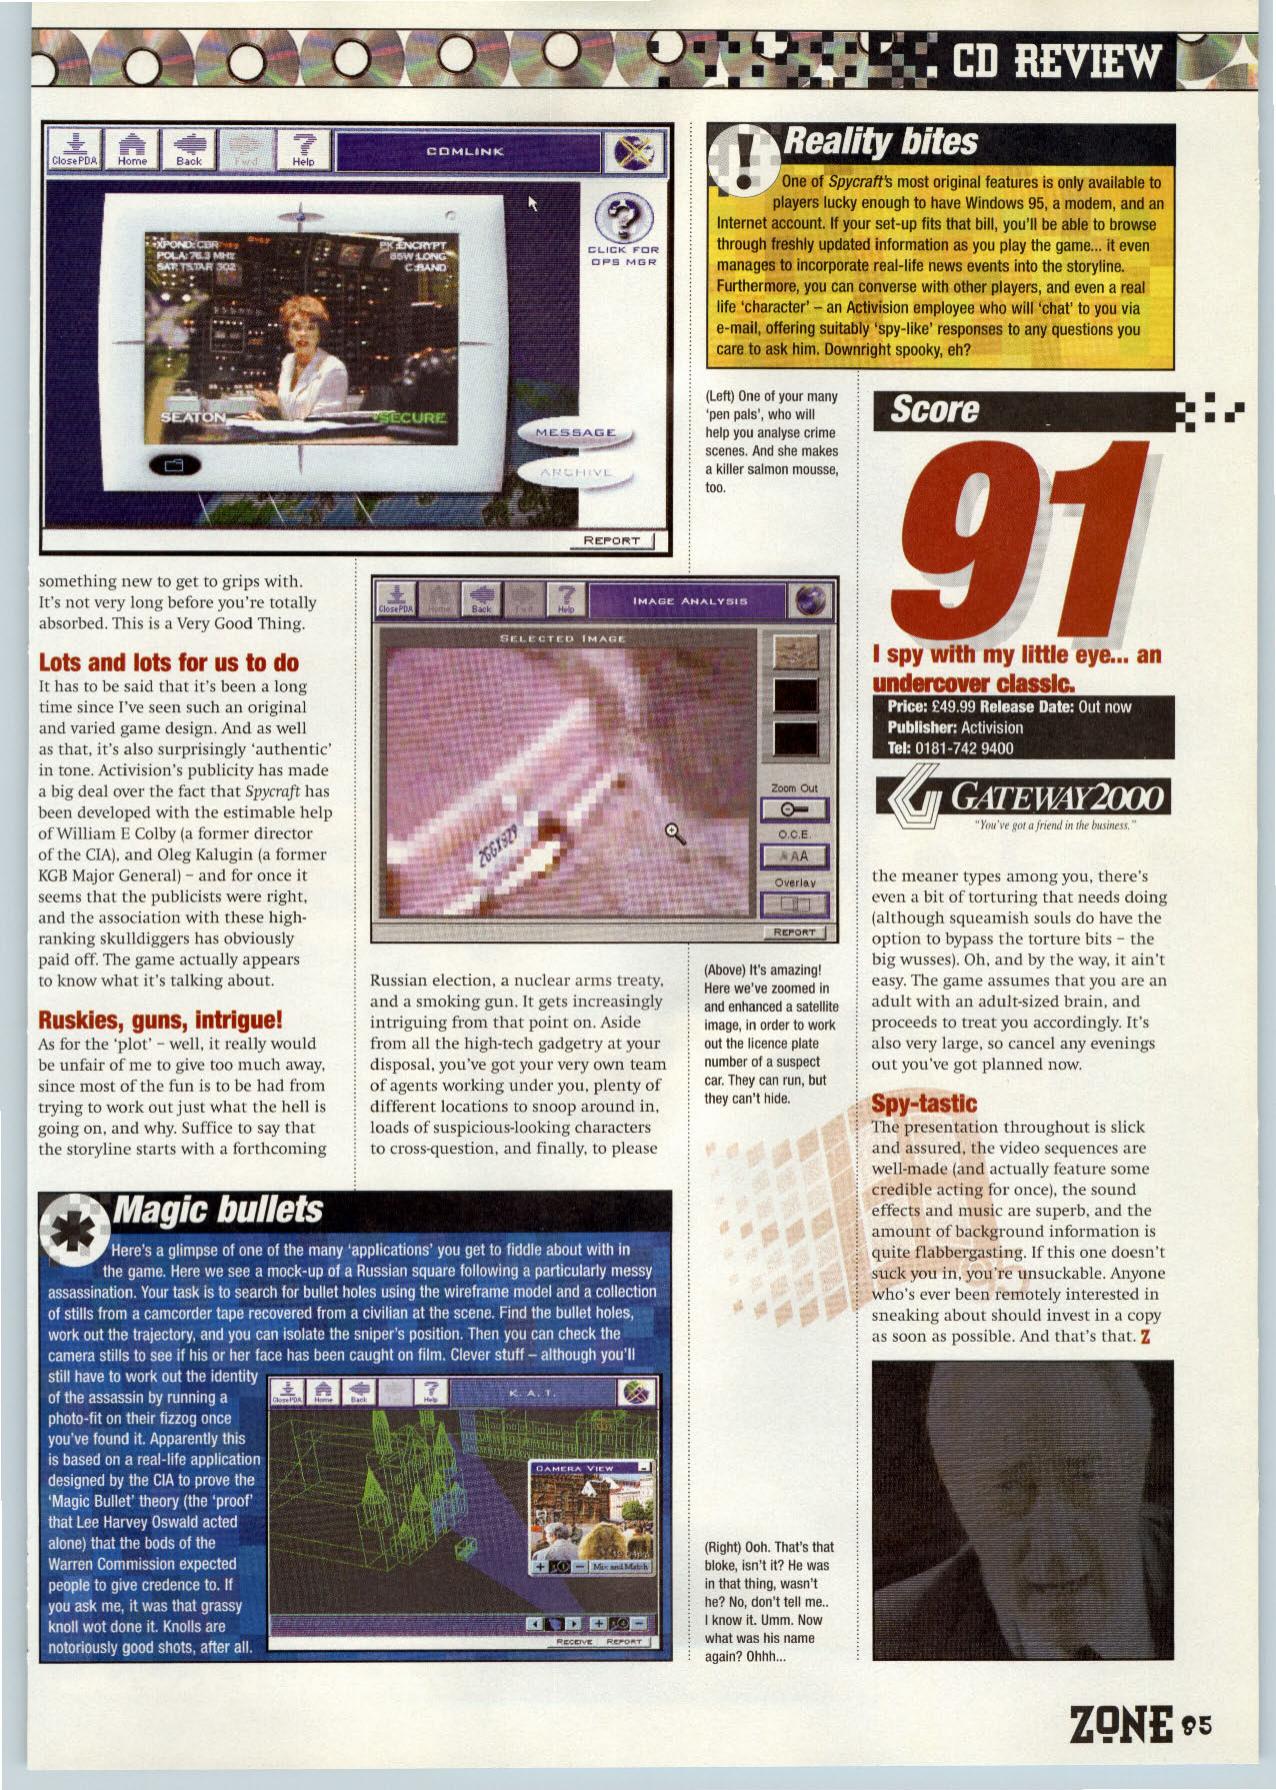 CD REVIEW
ClosePDA
Home
Back
Fwd
Help
COMLINK
XPOND: CBR
POLA: 76.3 MHZ
SAT: TSTAR 302
PK:ENCRYPT
85W LONG
C:BAND
SEATON
SECURE
CLICK FOR
OPS MGR
MESSAGE
ARCHIVE
REPORT
Reality bites
One of Spycraft's most original features is only available to
players lucky enough to have Windows 95, a modem, and an
Internet account. If your set-up fits that bill, you'll be able to browse
through freshly updated information as you play the game... it even
manages to incorporate real-life news events into the storyline.
Furthermore, you can converse with other players, and even a real
life 'character' – an Activision employee who will 'chat' to you via
e-mail, offering suitably 'spy-like' responses to any questions you
care to ask him. Downright spooky, eh?
(Left) One of your many
'pen pals', who will
help you analyse crime
scenes. And she makes
a killer salmon mousse,
too.
Score
91
I spy with my little eye... an
undercover classic.
Price: £49.99 Release Date: Out now
Publisher: Activision
Tel: 0181-742 9400
GATEWAY2000
"You've got a friend in the business."
something new to get to grips with.
It's not very long before you're totally
absorbed. This is a Very Good Thing.
Lots and lots for us to do
It has to be said that it's been a long
time since I've seen such an original
and varied game design. And as well
as that, it's also surprisingly 'authentic'
in tone. Activision's publicity has made
a big deal over the fact that Spycraft has
been developed with the estimable help
of William E Colby (a former director
of the CIA), and Oleg Kalugin (a former
KGB Major General) – and for once it
seems that the publicists were right,
and the association with these high-
ranking skulldiggers has obviously
paid off. The game actually appears
to know what it's talking about.
Ruskies, guns, intrigue!
As for the 'plot' – well, it really would
be unfair of me to give too much away,
since most of the fun is to be had from
trying to work out just what the hell is
going on, and why. Suffice to say that
the storyline starts with a forthcoming
ClosePDA
Home
Back
Fwd
Help
IMAGE ANALYSIS
SELECTED IMAGE
Zoom Out
O.C.E.
AAA
Overlay
REPORT
Russian election, a nuclear arms treaty,
and a smoking gun. It gets increasingly
intriguing from that point on. Aside
from all the high-tech gadgetry at your
disposal, you've got your very own team
of agents working under you, plenty of
different locations to snoop around in,
loads of suspicious-looking characters
to cross-question, and finally, to please
(Above) It's amazing!
Here we've zoomed in
and enhanced a satellite
image, in order to work
out the licence plate
number of a suspect
car. They can run, but
they can't hide.
the meaner types among you, there's
even a bit of torturing that needs doing
(although squeamish souls do have the
option to bypass the torture bits – the
big wusses). Oh, and by the way, it ain't
easy. The game assumes that you are an
adult with an adult-sized brain, and
proceeds to treat you accordingly. It's
also very large, so cancel any evenings
out you've got planned now.
Spy-tastic
The presentation throughout is slick
and assured, the video sequences are
well-made (and actually feature some
credible acting for once), the sound
effects and music are superb, and the
amount of background information is
quite flabbergasting. If this one doesn't
suck you in, you're unsuckable. Anyone
who's ever been remotely interested in
sneaking about should invest in a copy
as soon as possible. And that's that. Z
Magic bullets
Here's a glimpse of one of the many 'applications' you get to fiddle about with in
the game. Here we see a mock-up of a Russian square following a particularly messy
assassination. Your task is to search for bullet holes using the wireframe model and a collection
of stills from a camcorder tape recovered from a civilian at the scene. Find the bullet holes,
work out the trajectory, and you can isolate the sniper's position. Then you can check the
camera stills to see if his or her face has been caught on film. Clever stuff – although you'll
still have to work out the identity
of the assassin by running a
photo-fit on their fizzog once
you've found it. Apparently this
is based on a real-life application
designed by the CIA to prove the
'Magic Bullet' theory (the 'proof'
that Lee Harvey Oswald acted
alone) that the bods of the
Warren Commission expected
people to give credence to. If
you ask me, it was that grassy
knoll wot done it. Knolls are
notoriously good shots, after all.
ClosePDA
Home
Back
Help
K. A. T.
CAMERA VIEW
Mix and Match
RECEIVE
REPORT
(Right) Ooh. That's that
bloke, isn't it? He was
in that thing, wasn't
he? No, don't tell me..
I know it. Umm. Now
what was his name
again? Ohhh...
ZONE 85